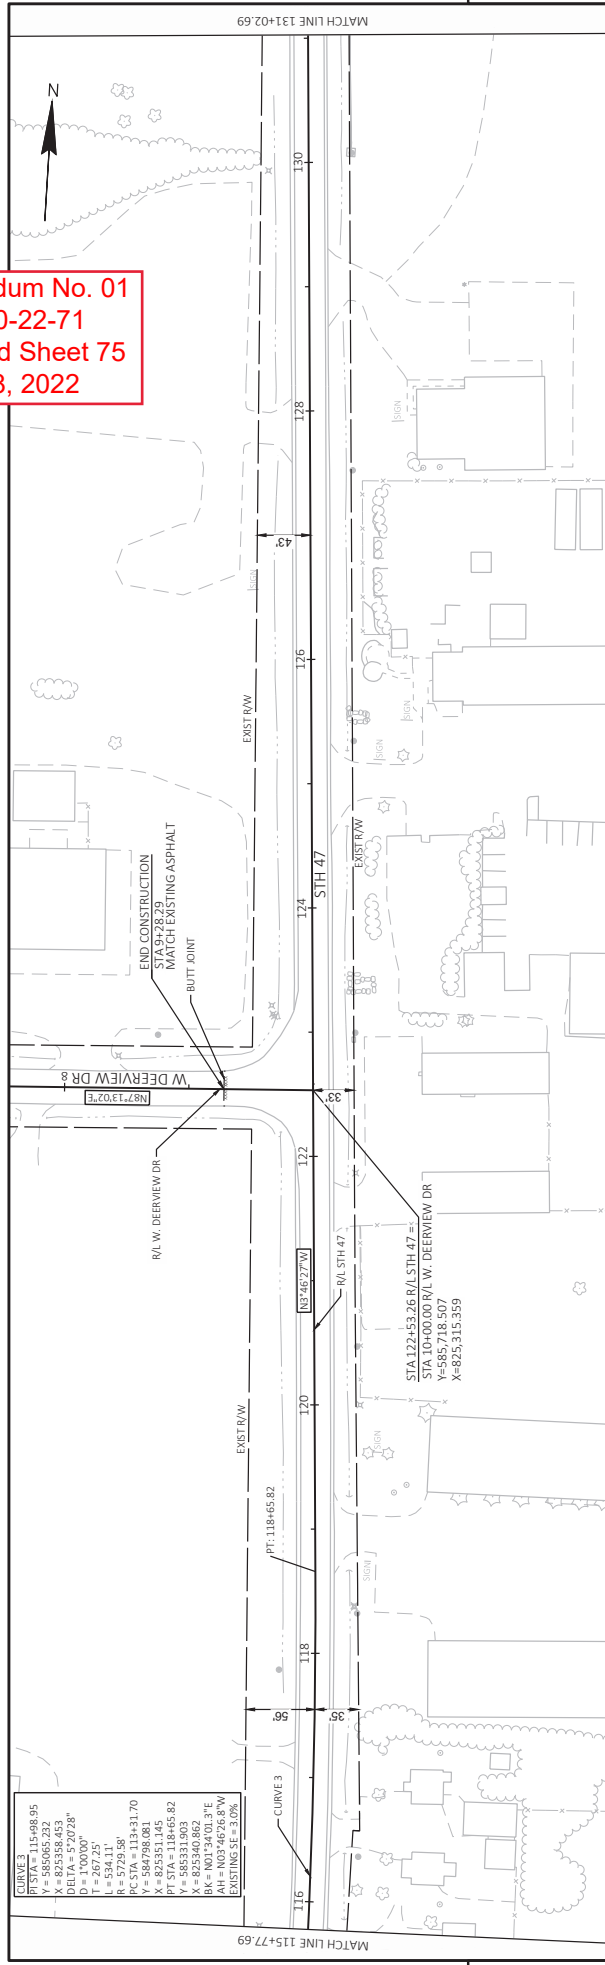 MATCH LINE 131+02.69
N
dum No. 01
0-22-71
d Sheet 75
3, 2022
130
128
SIGN
43'
SIGN
126
EXIST R/W
SIGN
SIGN
END CONSTRUCTION
STA 9+28.29
MATCH EXISTING ASPHALT
BUTT JOINT
STH 47
EXIST R/W
124
W DEERVIEW DR
8
N87°13'02"E
33'
R/L W. DEERVIEW DR
122
N3°46'27"W
R/L STH 47
STA 122+53.26 R/L STH 47 =
STA 10+00.00 R/L W. DEERVIEW DR
Y=585,718.507
X=825,315.359
120
EXIST R/W
SIGN
PT: 118+65.82
SIGN
118
56'
35'
CURVE 3
116
CURVE 3
PI STA = 115+98.95
Y = 585065.232
X = 825358.453
DELTA = 5°20'28"
D = 1°00'00"
T = 267.25'
L = 534.11'
R = 5729.58'
PC STA = 113+31.70
Y = 584798.081
X = 825351.145
PT STA = 118+65.82
Y = 585331.903
X = 825340.862
BK = N01°34'01.3"E
AH = N03°46'26.8"W
EXISTING SE = 3.0%
MATCH LINE 115+77.69